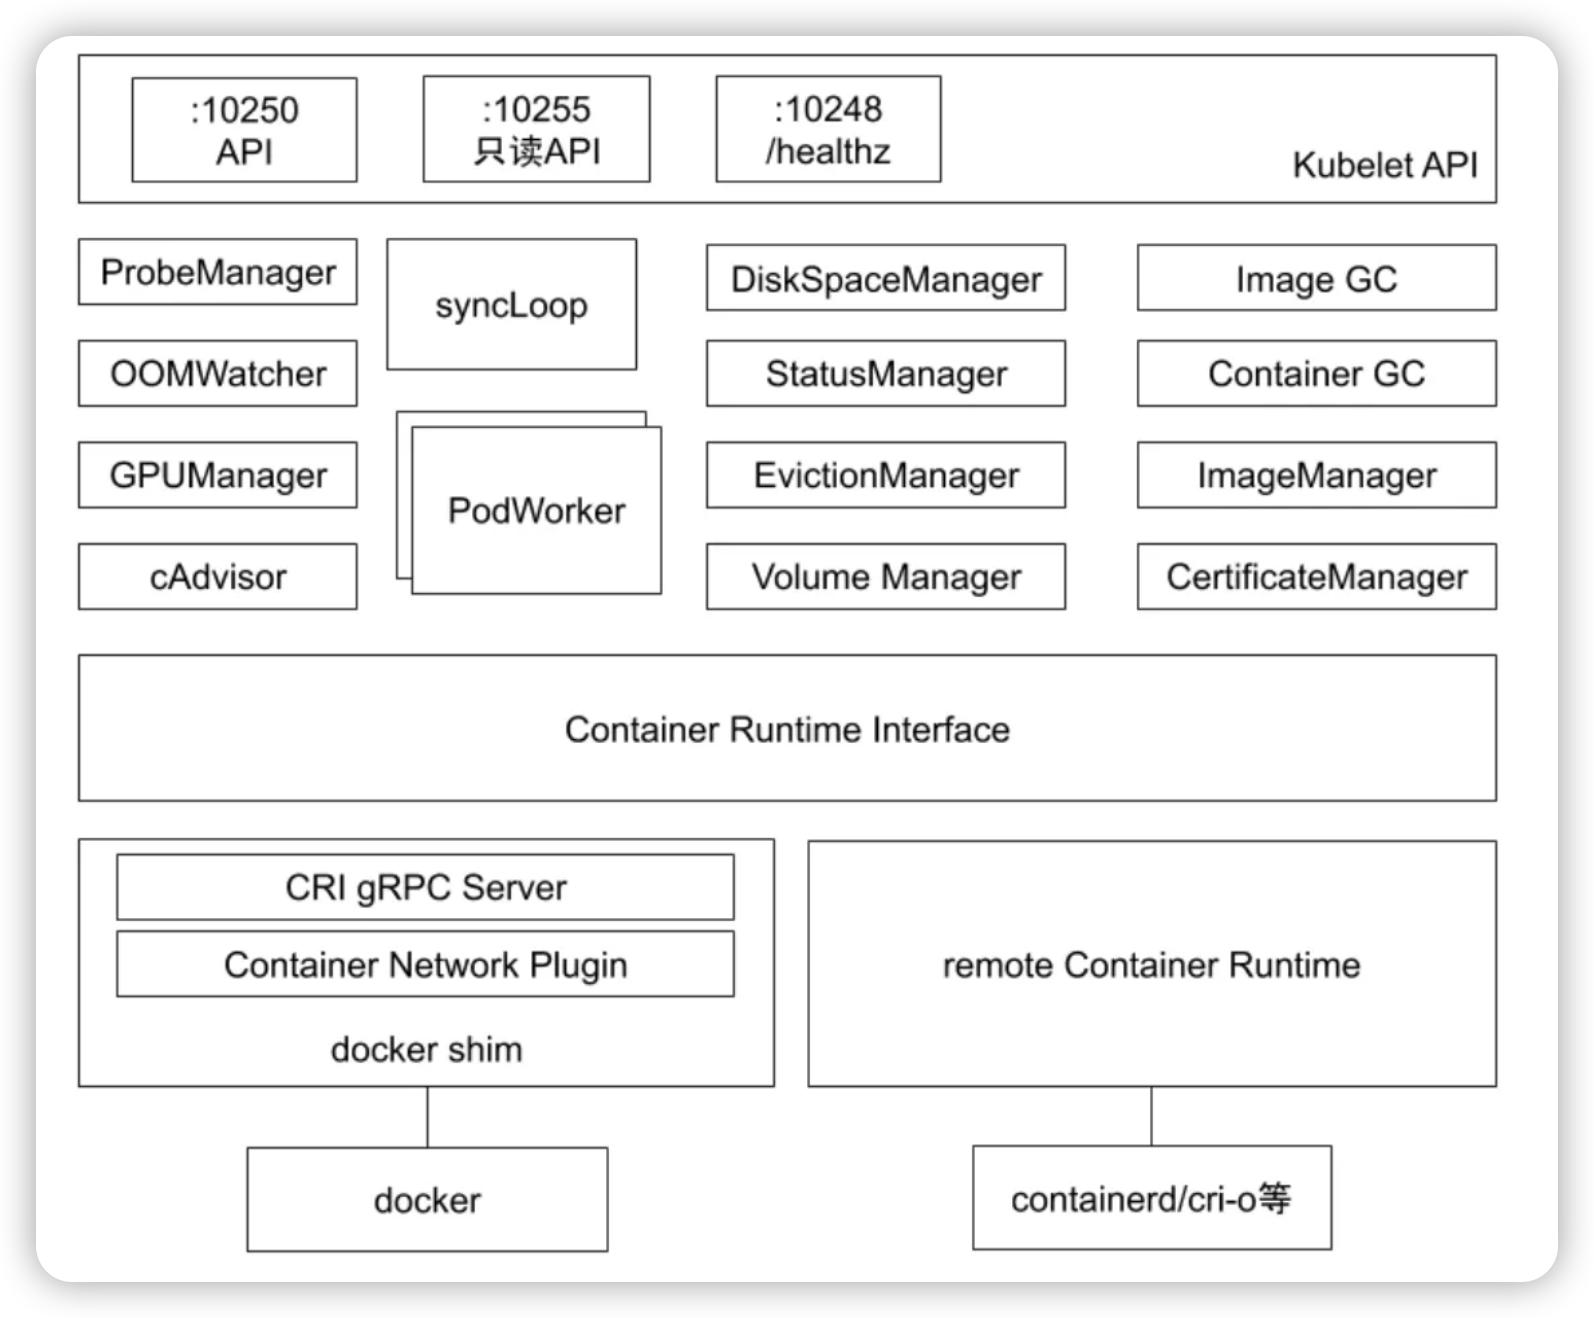 :10250
API
:10255
只读API
:10248
/healthz
Kubelet API
ProbeManager
OOMWatcher
GPUManager
cAdvisor
syncLoop
PodWorker
DiskSpaceManager
StatusManager
EvictionManager
Volume Manager
Image GC
Container GC
ImageManager
CertificateManager
Container Runtime Interface
CRI gRPC Server
Container Network Plugin
docker shim
remote Container Runtime
docker
containerd/cri-o等